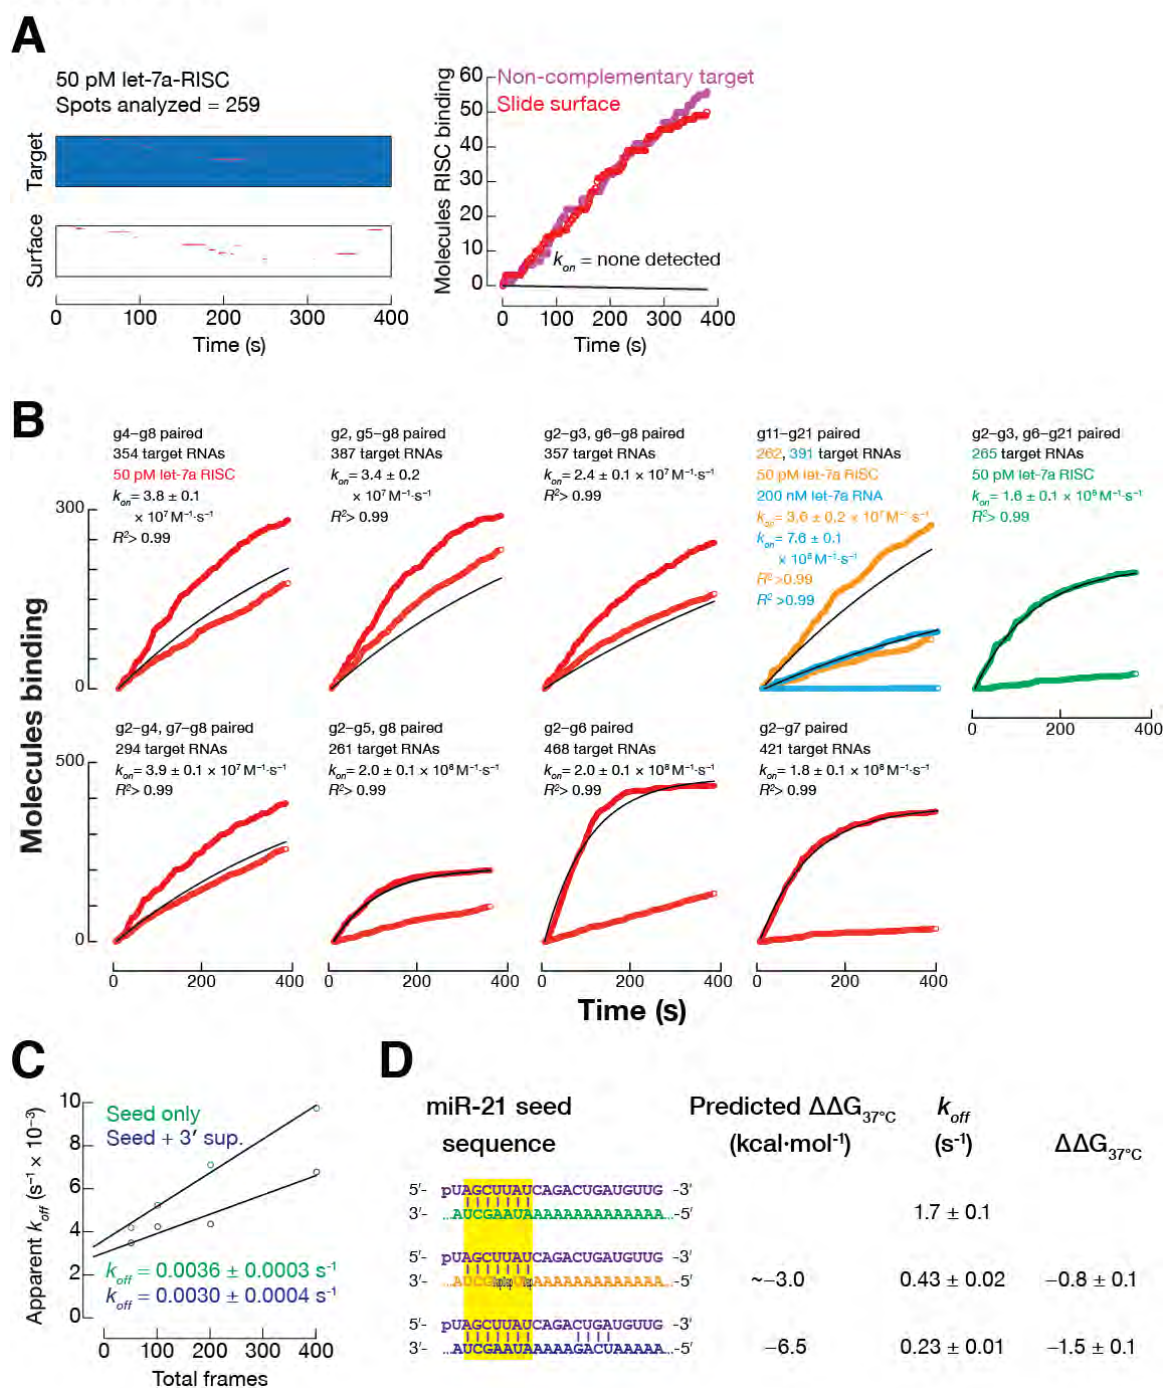 A
50 pM let-7a-RISC
Spots analyzed = 259
Target
Surface
0 100 200 300 400
Time (s)
Molecules RISC binding
60
50
40
30
20
10
0
Non-complementary target
Slide surface
kon = none detected
0 100 200 300 400
Time (s)
B
Molecules binding
300
0
g4–g8 paired
354 target RNAs
50 pM let-7a RISC
kon= 3.8 ± 0.1
× 10⁷ M⁻¹·s⁻¹
R²> 0.99
g2, g5–g8 paired
387 target RNAs
kon= 3.4 ± 0.2
× 10⁷ M⁻¹·s⁻¹
R²> 0.99
g2–g3, g6–g8 paired
357 target RNAs
kon= 2.4 ± 0.1 × 10⁷ M⁻¹·s⁻¹
R²> 0.99
g11–g21 paired
262, 391 target RNAs
50 pM let-7a RISC
200 nM let-7a RNA
kon= 3.6 ± 0.2 × 10⁷ M⁻¹·s⁻¹
kon= 7.6 ± 0.1
R² >0.99
R² >0.99
g2–g3, g6–g21 paired
265 target RNAs
50 pM let-7a RISC
R²> 0.99
0 200 400
500
0
g2–g4, g7–g8 paired
294 target RNAs
kon= 3.9 ± 0.1 × 10⁷ M⁻¹·s⁻¹
R²> 0.99
0 200 400
g2–g5, g8 paired
261 target RNAs
kon= 2.0 ± 0.1 × 10⁸ M⁻¹·s⁻¹
R²> 0.99
0 200 400
g2–g6 paired
468 target RNAs
kon= 2.0 ± 0.1 × 10⁸ M⁻¹·s⁻¹
R²> 0.99
0 200 400
g2–g7 paired
421 target RNAs
kon= 1.8 ± 0.1 × 10⁸ M⁻¹·s⁻¹
R²> 0.99
0 200 400
Time (s)
C
Apparent koff (s⁻¹ × 10⁻³)
10
8
6
4
2
0
Seed only
Seed + 3′ sup.
koff = 0.0036 ± 0.0003 s⁻¹
koff = 0.0030 ± 0.0004 s⁻¹
0 100 200 300 400
Total frames
D
miR-21 seed sequence
Predicted ΔΔG37°C (kcal·mol⁻¹)
koff (s⁻¹)
ΔΔG37°C
5′- pUAGCUUAUCAGACUGAUGUUG -3′
3′- …AUCGAAUAAAAAAAAAAAAAA…-5′
1.7 ± 0.1
5′- pUAGCUUAUCAGACUGAUGUUG -3′
~−3.0 0.43 ± 0.02 −0.8 ± 0.1
5′- pUAGCUUAUCAGACUGAUGUUG -3′
3′- …AUCGAAUAAAAAGACUAAAAA…-5′
−6.5 0.23 ± 0.01 −1.5 ± 0.1